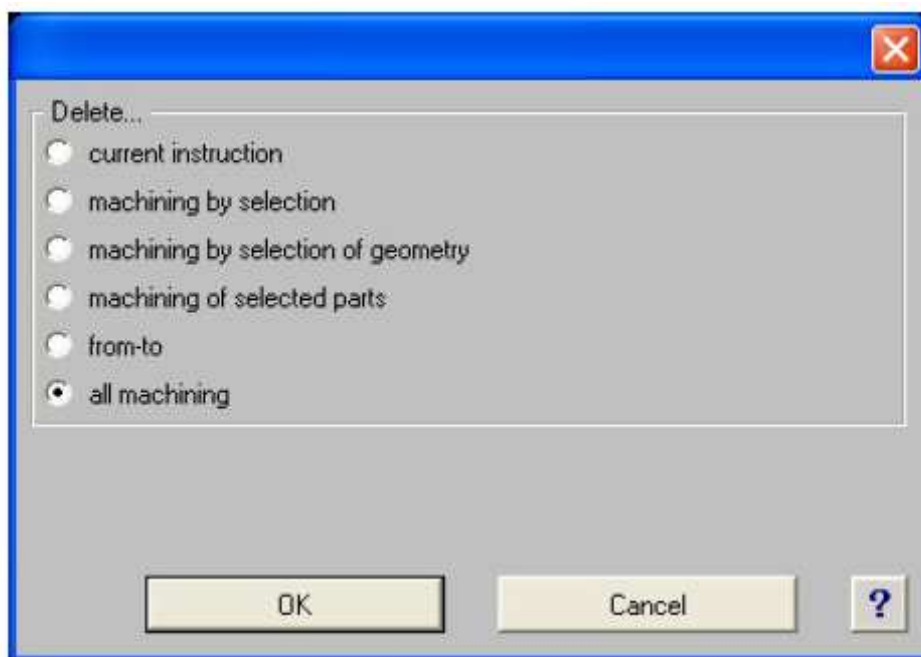 Delete...
current instruction
machining by selection
machining by selection of geometry
machining of selected parts
from-to
all machining
OK
Cancel
?